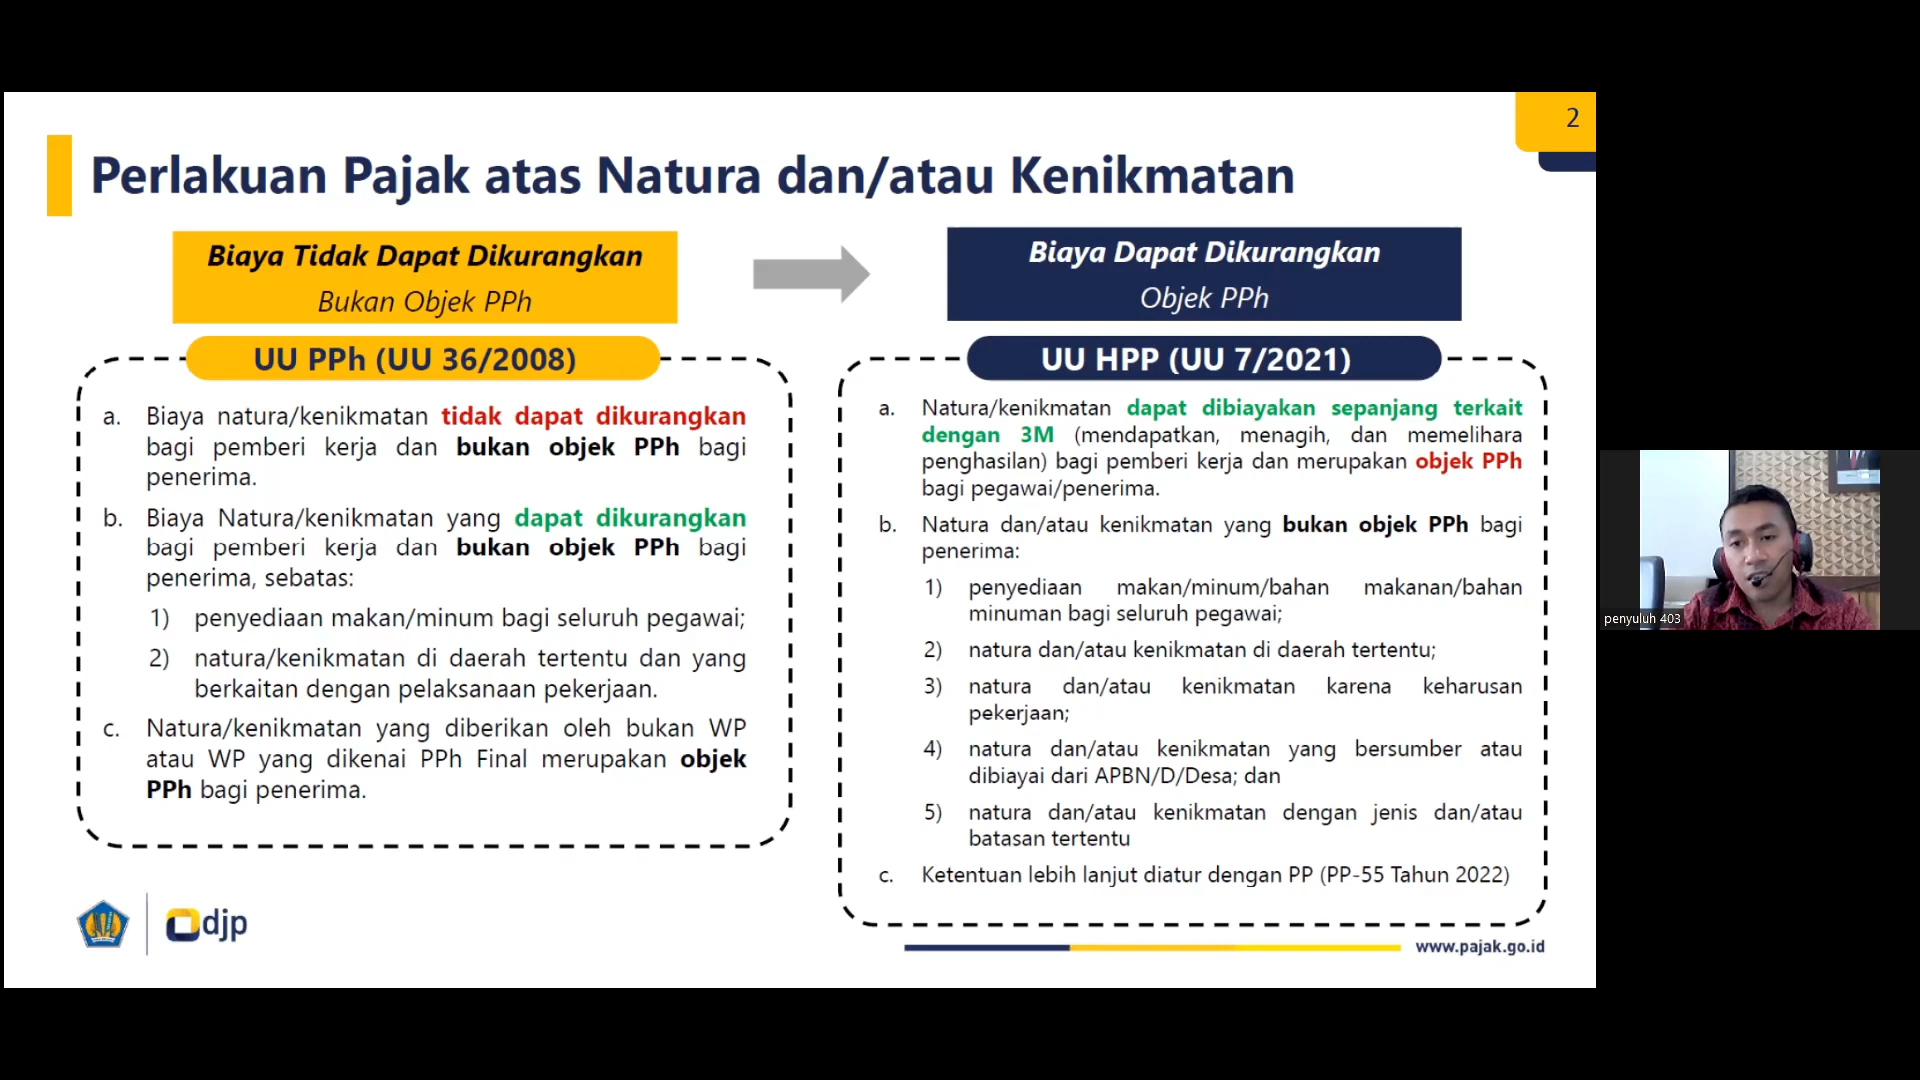 2
Perlakuan Pajak atas Natura dan/atau Kenikmatan
Biaya Tidak Dapat Dikurangkan
Bukan Objek PPh
UU PPh (UU 36/2008)
a. Biaya natura/kenikmatan tidak dapat dikurangkan
bagi pemberi kerja dan bukan objek PPh bagi
penerima.
b. Biaya Natura/kenikmatan yang dapat dikurangkan
bagi pemberi kerja dan bukan objek PPh bagi
penerima, sebatas:
1) penyediaan makan/minum bagi seluruh pegawai;
2) natura/kenikmatan di daerah tertentu dan yang
berkaitan dengan pelaksanaan pekerjaan.
c. Natura/kenikmatan yang diberikan oleh bukan WP
atau WP yang dikenai PPh Final merupakan objek
PPh bagi penerima.
Biaya Dapat Dikurangkan
Objek PPh
UU HPP (UU 7/2021)
a. Natura/kenikmatan dapat dibiayakan sepanjang terkait
dengan 3M (mendapatkan, menagih, dan memelihara
penghasilan) bagi pemberi kerja dan merupakan objek PPh
bagi pegawai/penerima.
b. Natura dan/atau kenikmatan yang bukan objek PPh bagi
penerima:
1) penyediaan makan/minum/bahan makanan/bahan
minuman bagi seluruh pegawai;
2) natura dan/atau kenikmatan di daerah tertentu;
3) natura dan/atau kenikmatan karena keharusan
pekerjaan;
4) natura dan/atau kenikmatan yang bersumber atau
dibiayai dari APBN/D/Desa; dan
5) natura dan/atau kenikmatan dengan jenis dan/atau
batasan tertentu
c. Ketentuan lebih lanjut diatur dengan PP (PP-55 Tahun 2022)
djp
www.pajak.go.id
penyuluh 403